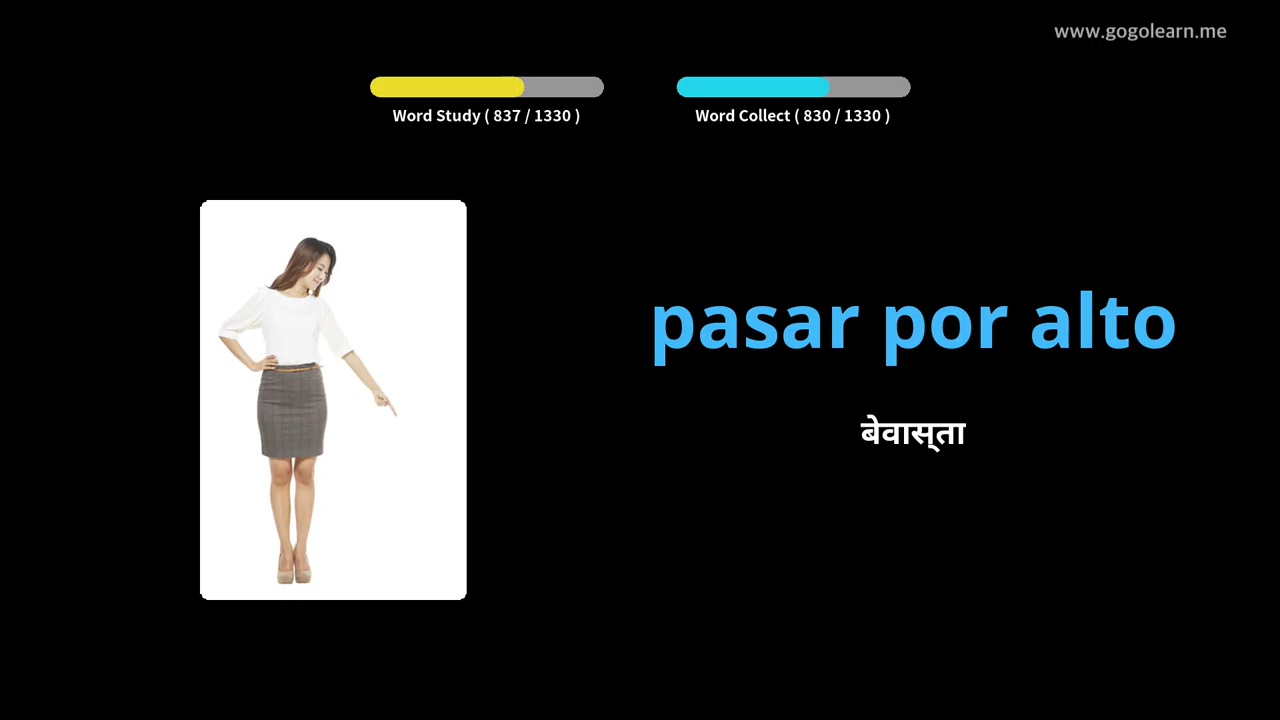 www.gogolearn.me
Word Study ( 837 / 1330 )
Word Collect ( 830 / 1330 )
pasar por alto
बेवास्ता